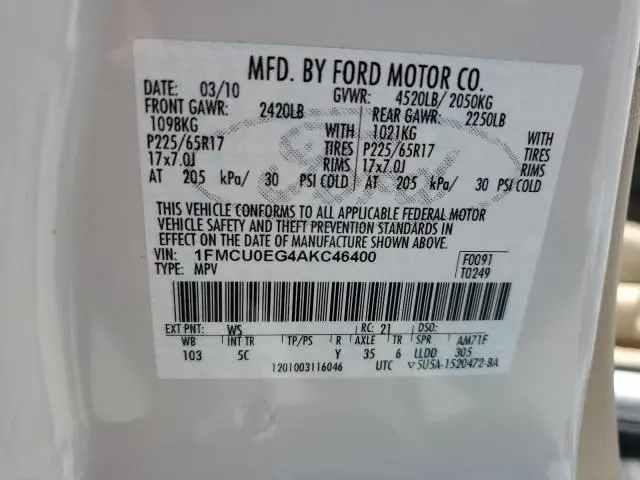 MFD. BY FORD MOTOR CO.
DATE: 03/10 GVWR: 4520LB/ 2050KG
FRONT GAWR: 2420LB REAR GAWR: 2250LB
1098KG WITH 1021KG WITH
P225/65R17 TIRES P225/65R17 TIRES
17x7.0J RIMS 17x7.0J RIMS
AT 205 kPa/ 30 PSI COLD AT 205 kPa/ 30 PSI COLD
THIS VEHICLE CONFORMS TO ALL APPLICABLE FEDERAL MOTOR
VEHICLE SAFETY AND THEFT PREVENTION STANDARDS IN
EFFECT ON THE DATE OF MANUFACTURE SHOWN ABOVE.
VIN: 1FMCU0EG4AKC46400 F0091
TYPE: MPV T0249
EXT PNT: WS RC: 21 DSO:
WB INT TR TP/PS R AXLE TR SPR AM71F
103 5C Y 35 6 LLDD 305
1201003116046 UTC ▽5U5A-1520472-BA
Ford